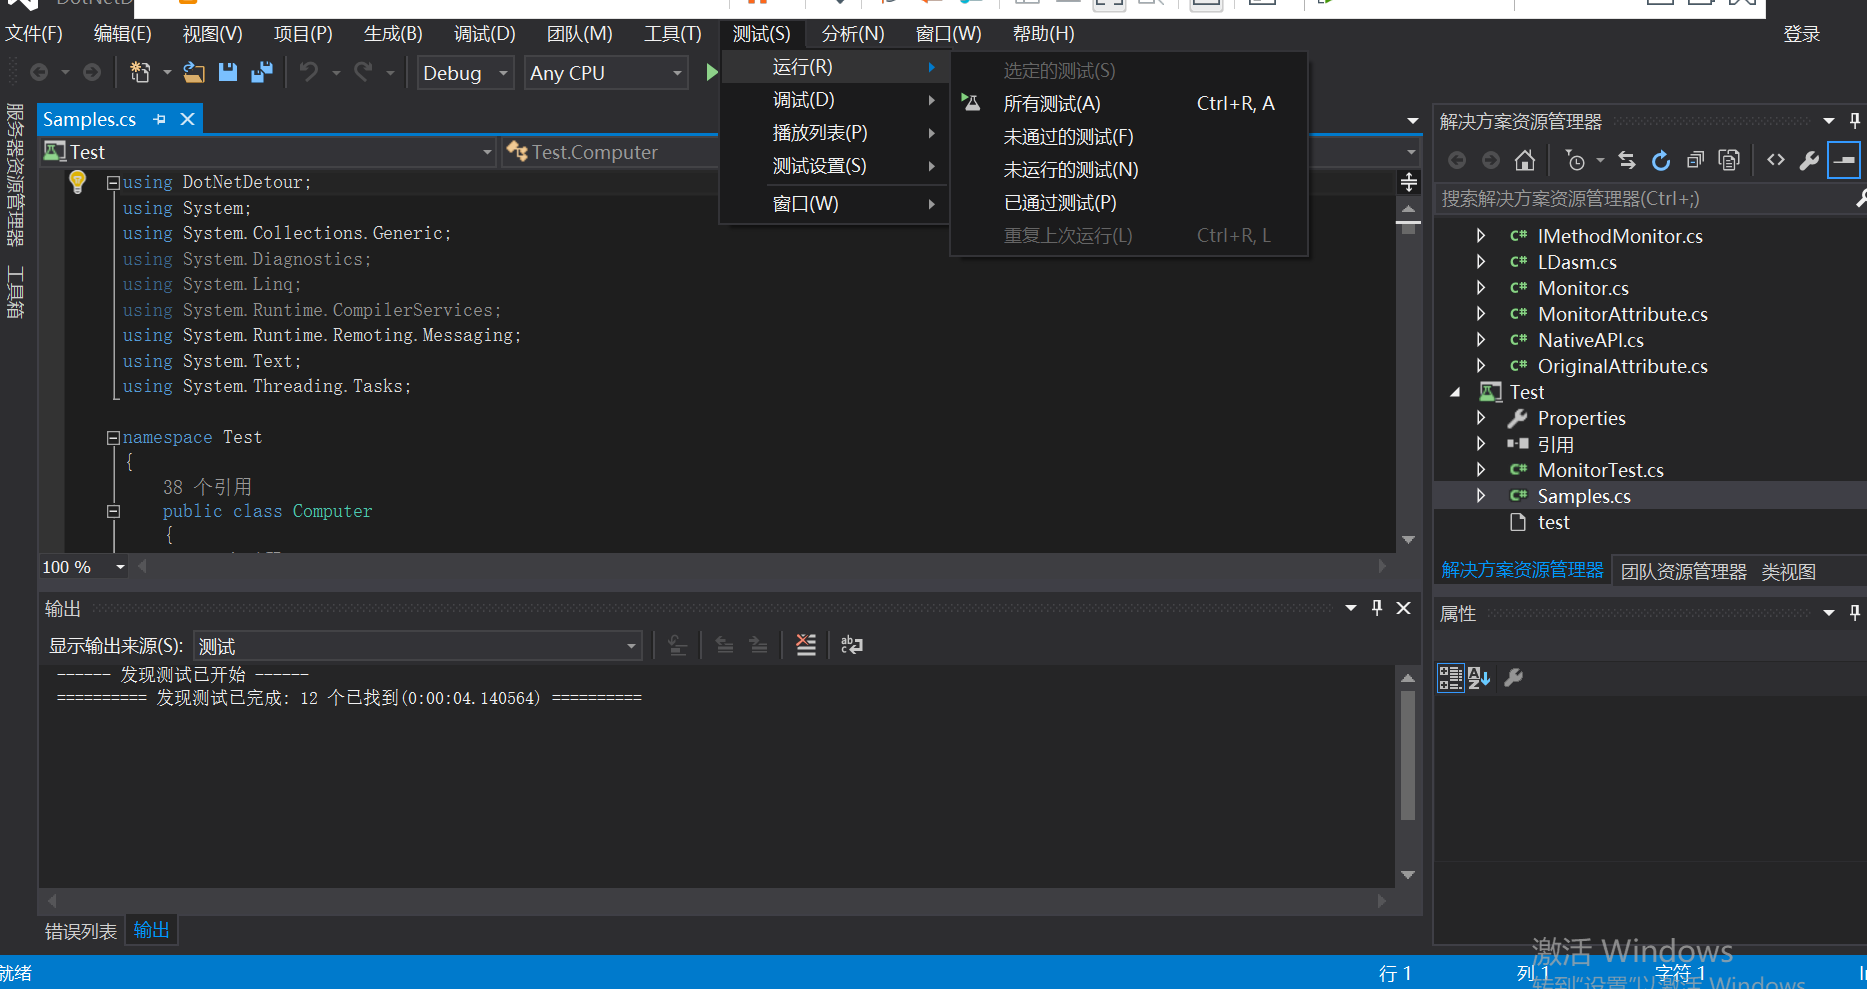 文件(F) 编辑(E) 视图(V) 项目(P) 生成(B) 调试(D) 团队(M) 工具(T) 测试(S) 分析(N) 窗口(W) 帮助(H) 登录
Debug Any CPU
运行(R)
调试(D)
播放列表(P)
测试设置(S)
窗口(W)
选定的测试(S)
所有测试(A) Ctrl+R, A
未通过的测试(F)
未运行的测试(N)
已通过测试(P)
重复上次运行(L) Ctrl+R, L
服务器资源管理器
工具箱
Samples.cs
Test Test.Computer
using DotNetDetour;
using System;
using System.Collections.Generic;
using System.Diagnostics;
using System.Linq;
using System.Runtime.CompilerServices;
using System.Runtime.Remoting.Messaging;
using System.Text;
using System.Threading.Tasks;
namespace Test
{
38 个引用
public class Computer
{
100 %
输出
显示输出来源(S): 测试
------ 发现测试已开始 ------
========== 发现测试已完成: 12 个已找到(0:00:04.140564) ==========
错误列表 输出
解决方案资源管理器
搜索解决方案资源管理器(Ctrl+;)
C# IMethodMonitor.cs
C# LDasm.cs
C# Monitor.cs
C# MonitorAttribute.cs
C# NativeAPI.cs
C# OriginalAttribute.cs
Test
Properties
引用
C# MonitorTest.cs
C# Samples.cs
test
解决方案资源管理器 团队资源管理器 类视图
属性
激活 Windows
转到"设置"以激活 Windows
就绪 行 1 列 1 字符 1